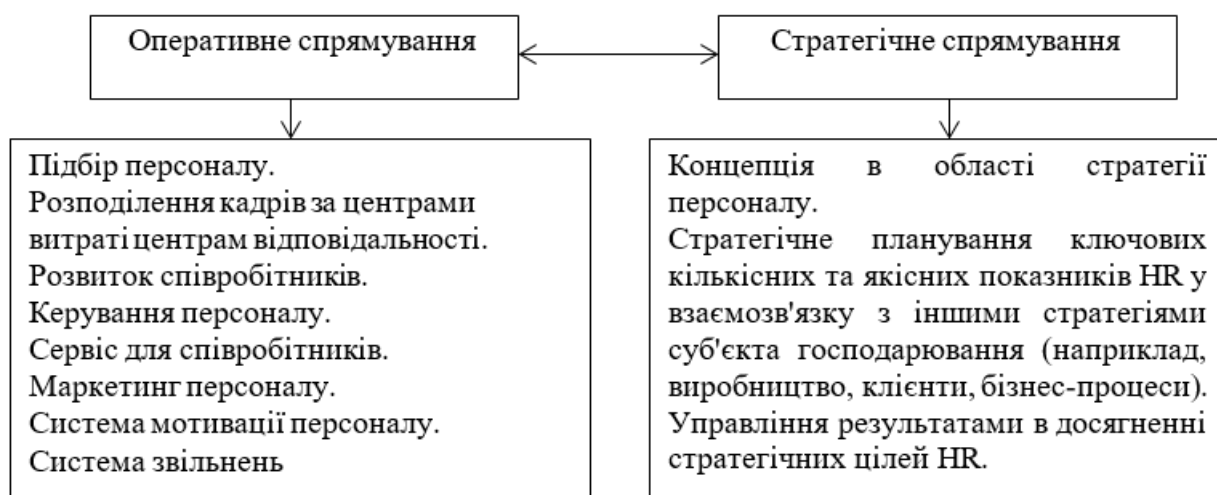 Оперативне спрямування
Стратегічне спрямування
Підбір персоналу.
Розподілення кадрів за центрами
витраті центрам відповідальності.
Розвиток співробітників.
Керування персоналу.
Сервіс для співробітників.
Маркетинг персоналу.
Система мотивації персоналу.
Система звільнень
Концепція в області стратегії
персоналу.
Стратегічне планування ключових
кількісних та якісних показників HR у
взаємозв'язку з іншими стратегіями
суб'єкта господарювання (наприклад,
виробництво, клієнти, бізнес-процеси).
Управління результатами в досягненні
стратегічних цілей HR.